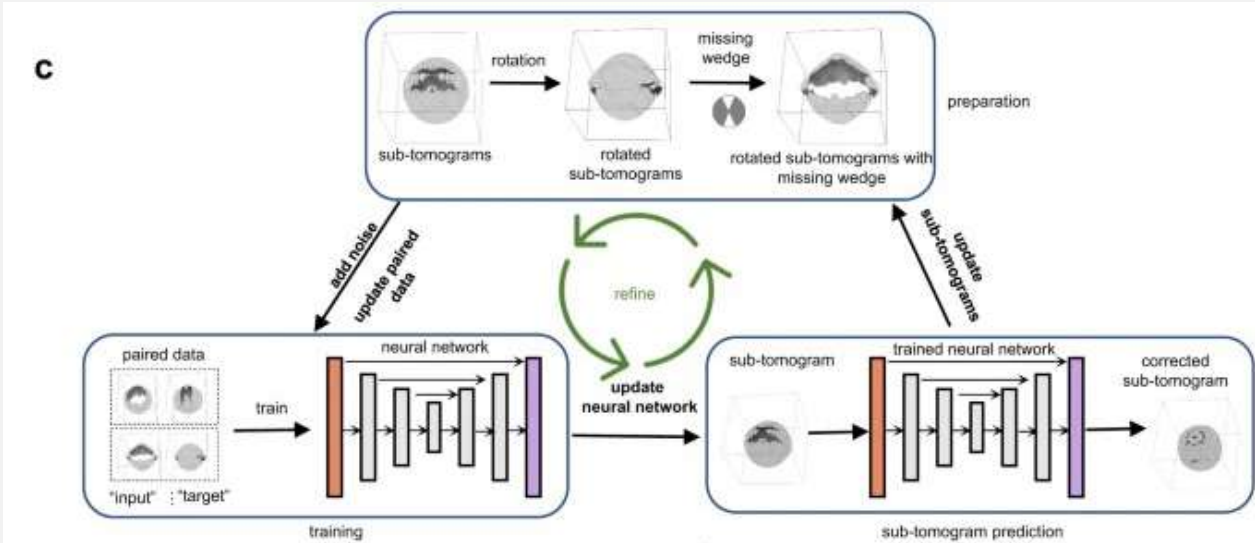 c
rotation
missing
wedge
preparation
sub-tomograms
rotated
sub-tomograms
rotated sub-tomograms with
missing wedge
add noise
update paired
data
refine
update
sub-tomograms
paired data
neural network
train
"input" : "target"
training
update
neural network
sub-tomogram
trained neural network
corrected
sub-tomogram
sub-tomogram prediction